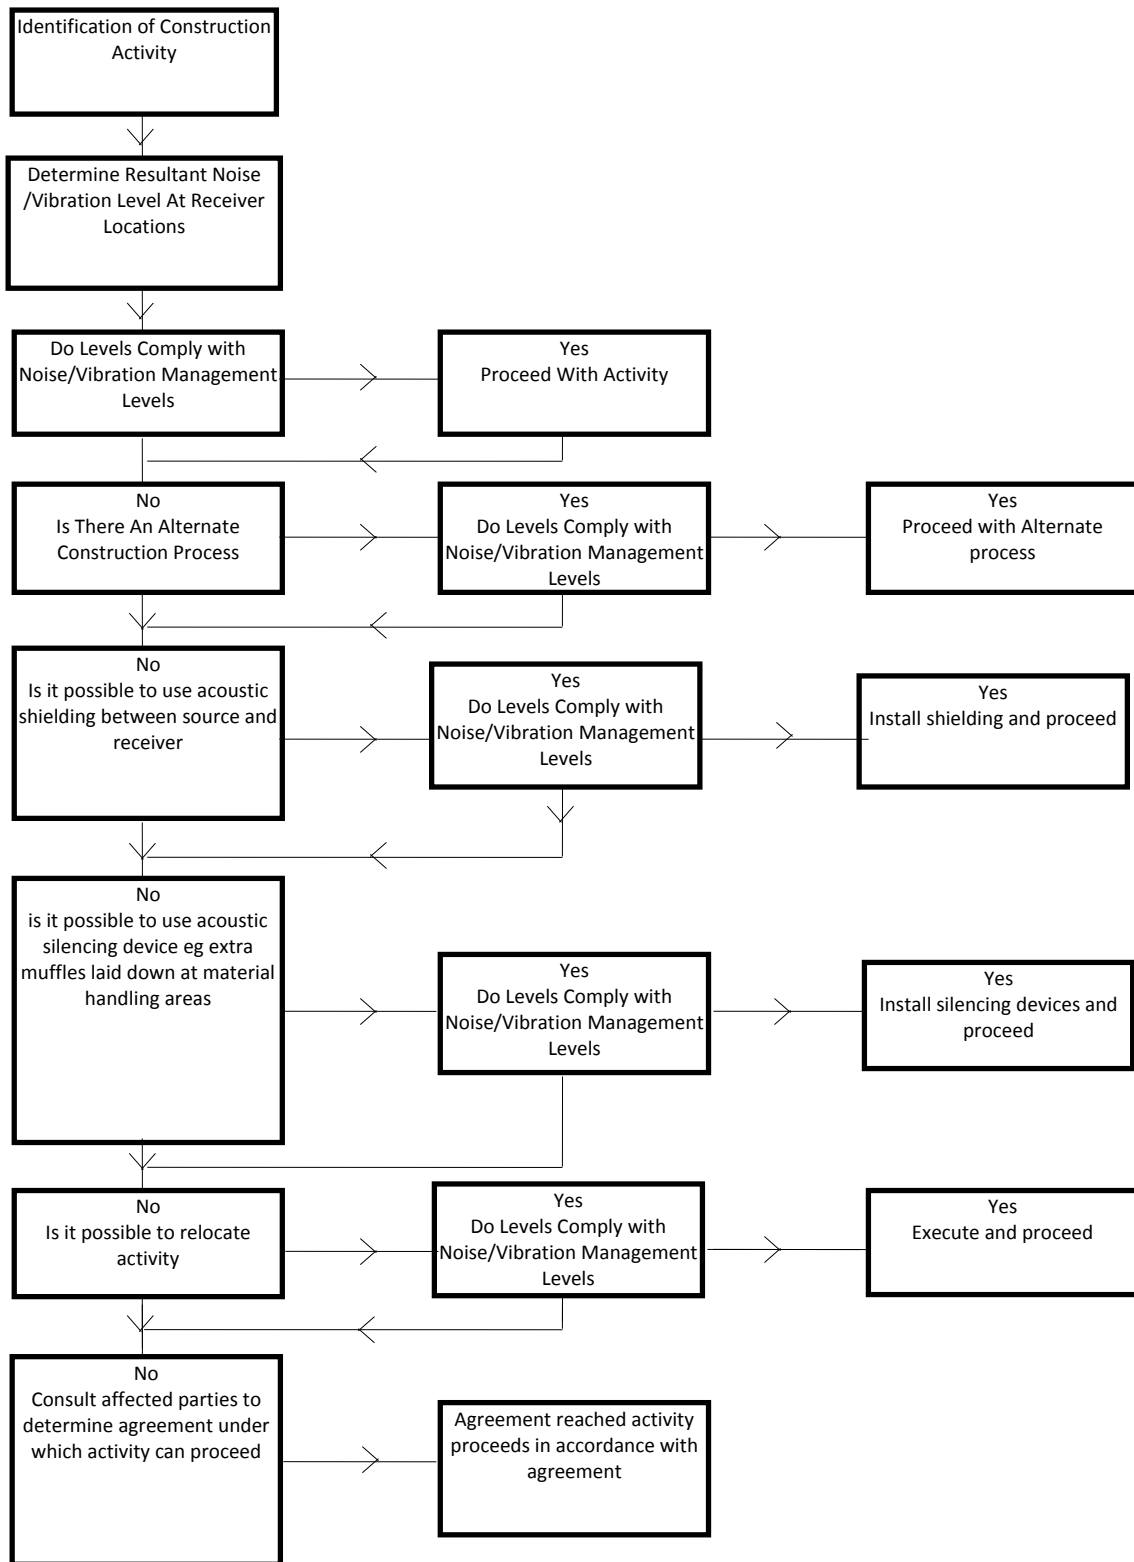 Identification of Construction
Activity
Determine Resultant Noise
/Vibration Level At Receiver
Locations
Do Levels Comply with
Noise/Vibration Management
Levels
Yes
Proceed With Activity
No
Is There An Alternate
Construction Process
Yes
Do Levels Comply with
Noise/Vibration Management
Levels
Yes
Proceed with Alternate
process
No
Is it possible to use acoustic
shielding between source and
receiver
Yes
Do Levels Comply with
Noise/Vibration Management
Levels
Yes
Install shielding and proceed
No
is it possible to use acoustic
silencing device eg extra
muffles laid down at material
handling areas
Yes
Do Levels Comply with
Noise/Vibration Management
Levels
Yes
Install silencing devices and
proceed
No
Is it possible to relocate
activity
Yes
Do Levels Comply with
Noise/Vibration Management
Levels
Yes
Execute and proceed
No
Consult affected parties to
determine agreement under
which activity can proceed
Agreement reached activity
proceeds in accordance with
agreement